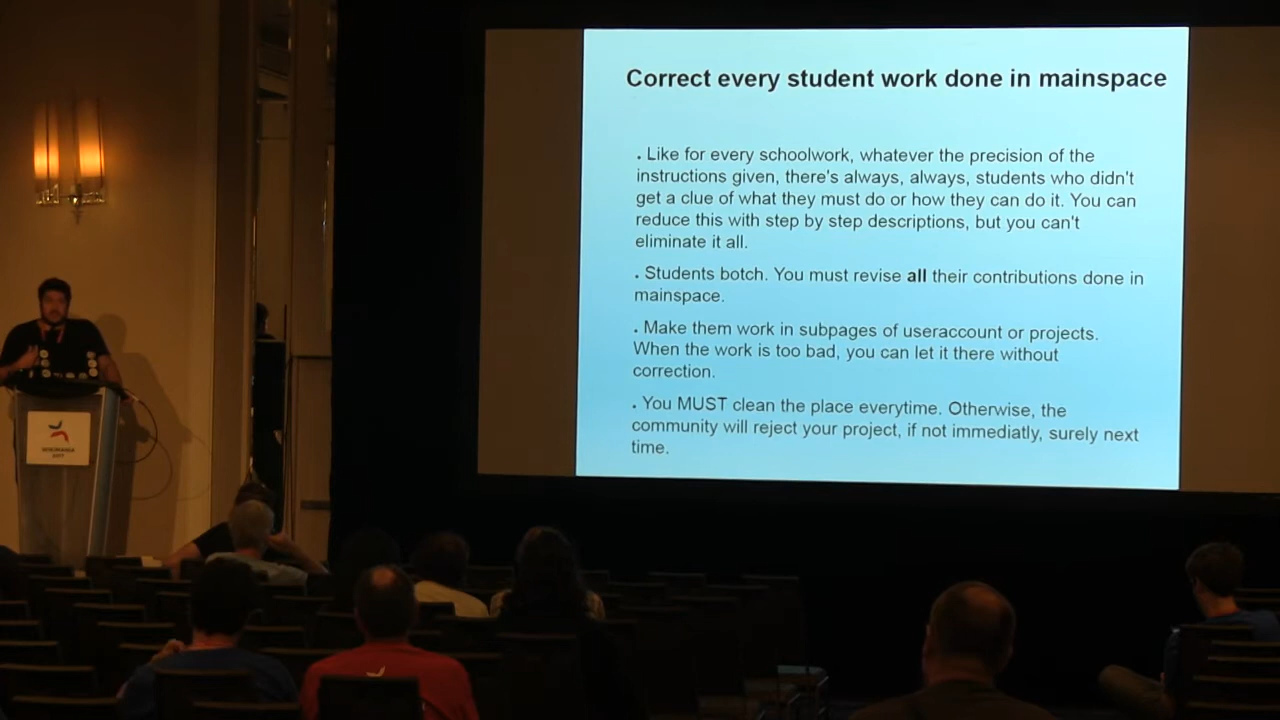 Correct every student work done in mainspace
. Like for every schoolwork, whatever the precision of the
instructions given, there's always, always, students who didn't
get a clue of what they must do or how they can do it. You can
reduce this with step by step descriptions, but you can't
eliminate it all.
. Students botch. You must revise all their contributions done in
mainspace.
. Make them work in subpages of useraccount or projects.
When the work is too bad, you can let it there without
correction.
. You MUST clean the place everytime. Otherwise, the
community will reject your project, if not immediatly, surely next
time.
WIKIMANIA
2017